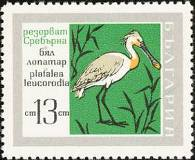 резерват
Сребърна
бял
лопатар
platalea
leucorodia
ст 13 ст
БЪЛГАРИЯ